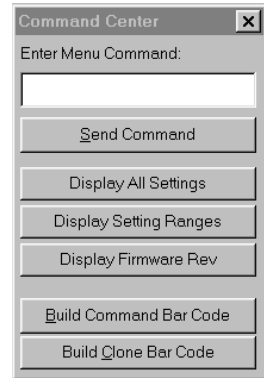 Command Center
Enter Menu Command:
Send Command
Display All Settings
Display Setting Ranges
Display Firmware Rev
Build Command Bar Code
Build Clone Bar Code